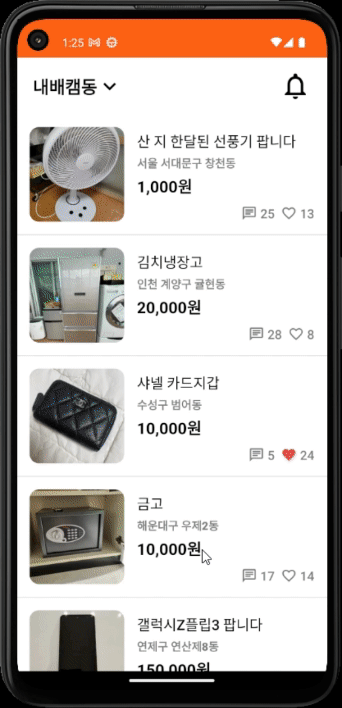 1:25
내배캠동
산 지 한달된 선풍기 팝니다
서울 서대문구 창천동
1,000원
25 13
김치냉장고
인천 계양구 귤현동
20,000원
28 8
샤넬 카드지갑
수성구 범어동
10,000원
5 24
금고
해운대구 우제2동
10,000원
17 14
갤럭시Z플립3 팝니다
연제구 연산제8동
150,000원